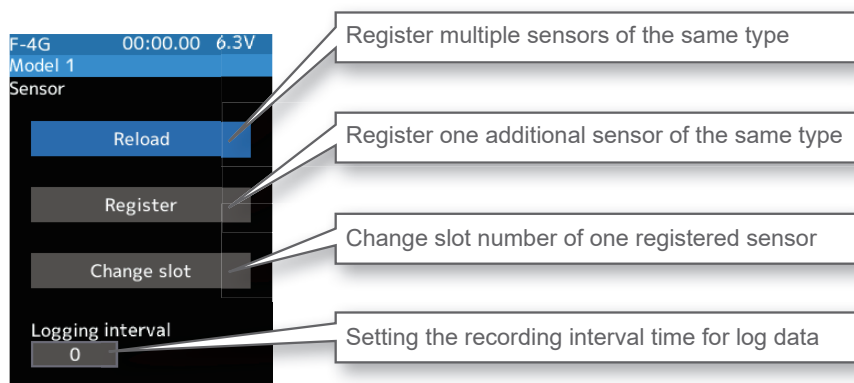 F-4G 00:00.00 6.3V
Model 1
Sensor
Reload
Register
Change slot
Logging interval
0
Register multiple sensors of the same type
Register one additional sensor of the same type
Change slot number of one registered sensor
Setting the recording interval time for log data